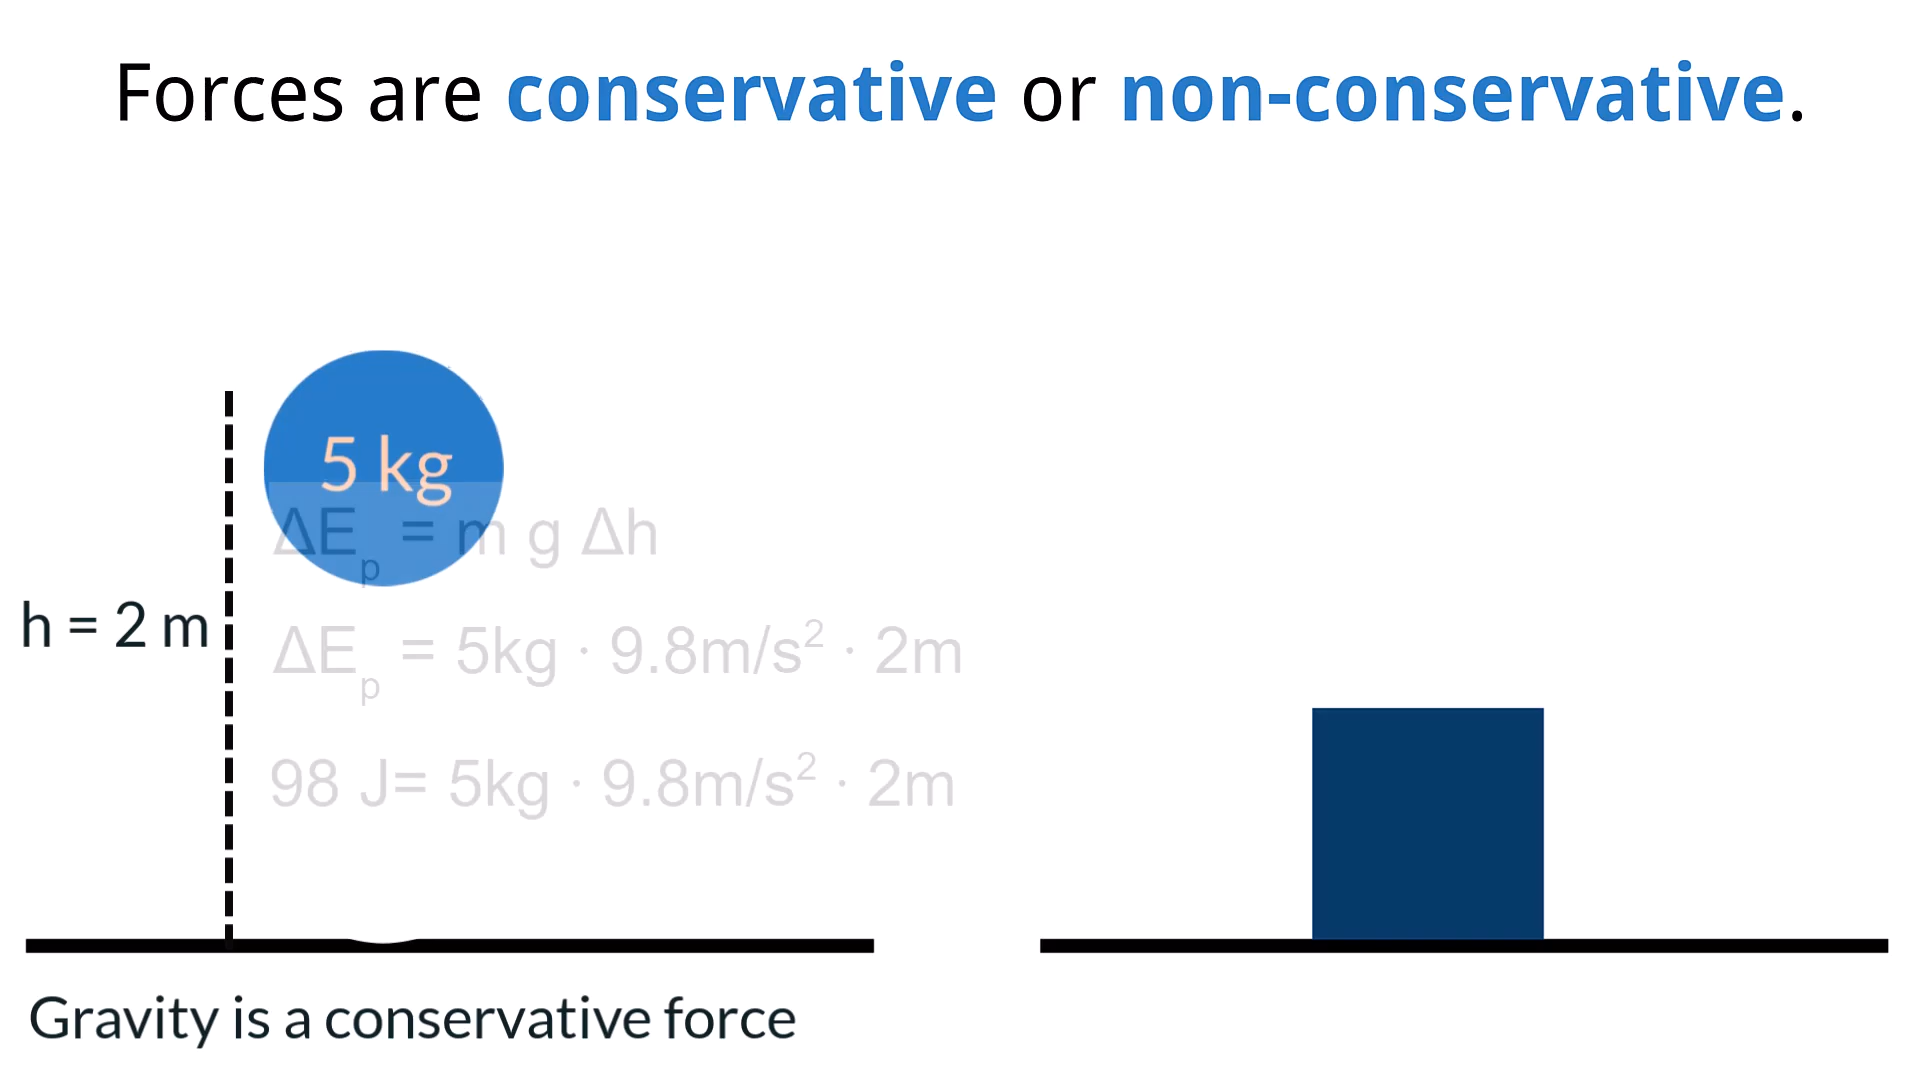 Forces are conservative or non-conservative.
5 kg
ΔEp = m g Δh
h = 2 m
ΔEp = 5kg · 9.8m/s² · 2m
98 J= 5kg · 9.8m/s² · 2m
Gravity is a conservative force